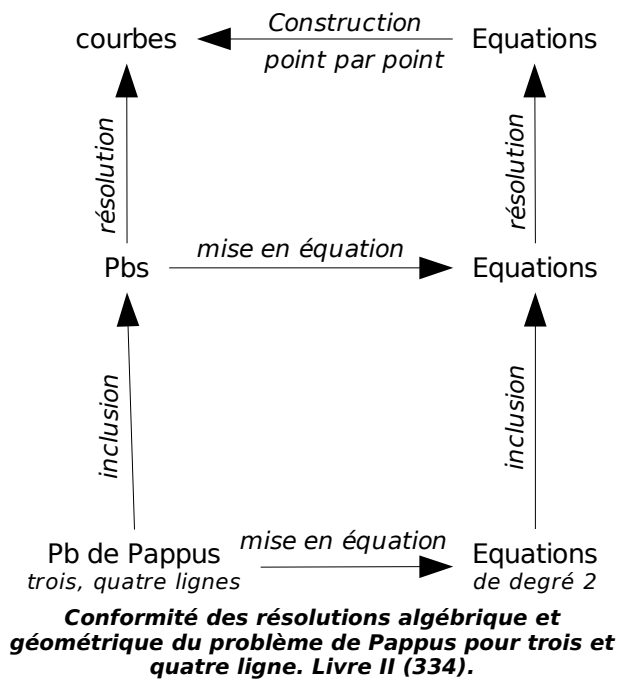 courbes
Construction
point par point
Equations
résolution
résolution
Pbs
mise en équation
Equations
inclusion
inclusion
Pb de Pappus
trois, quatre lignes
mise en équation
Equations
de degré 2
Conformité des résolutions algébrique et
géométrique du problème de Pappus pour trois et
quatre ligne. Livre II (334).